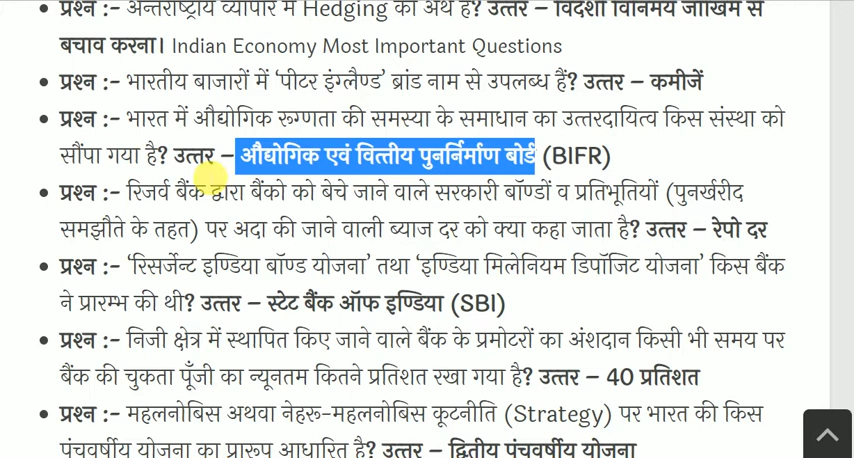 प्रश्न :- अन्तर्राष्ट्रीय व्यापार में Hedging का अर्थ है? उत्तर – विदेशी विनिमय जोखिम से
बचाव करना। Indian Economy Most Important Questions
प्रश्न :- भारतीय बाजारों में ‘पीटर इंग्लैण्ड’ ब्रांड नाम से उपलब्ध हैं? उत्तर – कमीजें
प्रश्न :- भारत में औद्योगिक रूग्णता की समस्या के समाधान का उत्तरदायित्व किस संस्था को
सौंपा गया है? उत्तर – औद्योगिक एवं वित्तीय पुनर्निर्माण बोर्ड (BIFR)
प्रश्न :- रिजर्व बैंक द्वारा बैंको को बेचे जाने वाले सरकारी बॉण्डों व प्रतिभूतियों (पुनर्खरीद
समझौते के तहत) पर अदा की जाने वाली ब्याज दर को क्या कहा जाता है? उत्तर – रेपो दर
प्रश्न :- ‘रिसर्जेन्ट इण्डिया बॉण्ड योजना’ तथा ‘इण्डिया मिलेनियम डिपॉजिट योजना’ किस बैंक
ने प्रारम्भ की थी? उत्तर – स्टेट बैंक ऑफ इण्डिया (SBI)
प्रश्न :- निजी क्षेत्र में स्थापित किए जाने वाले बैंक के प्रमोटरों का अंशदान किसी भी समय पर
बैंक की चुकता पूँजी का न्यूनतम कितने प्रतिशत रखा गया है? उत्तर – 40 प्रतिशत
प्रश्न :- महलनोबिस अथवा नेहरू-महलनोबिस कूटनीति (Strategy) पर भारत की किस
पंचवर्षीय योजना का प्रारूप आधारित है? उत्तर – द्वितीय पंचवर्षीय योजना